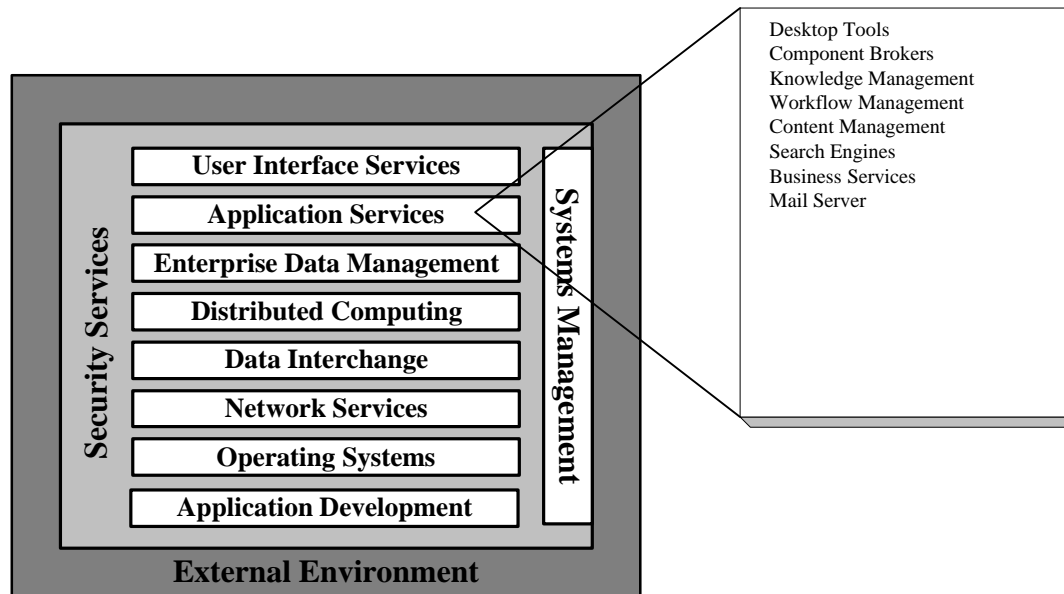 Desktop Tools
Component Brokers
Knowledge Management
Workflow Management
Content Management
Search Engines
Business Services
Mail Server
Security Services
User Interface Services
Application Services
Enterprise Data Management
Distributed Computing
Data Interchange
Network Services
Operating Systems
Application Development
Systems Management
External Environment